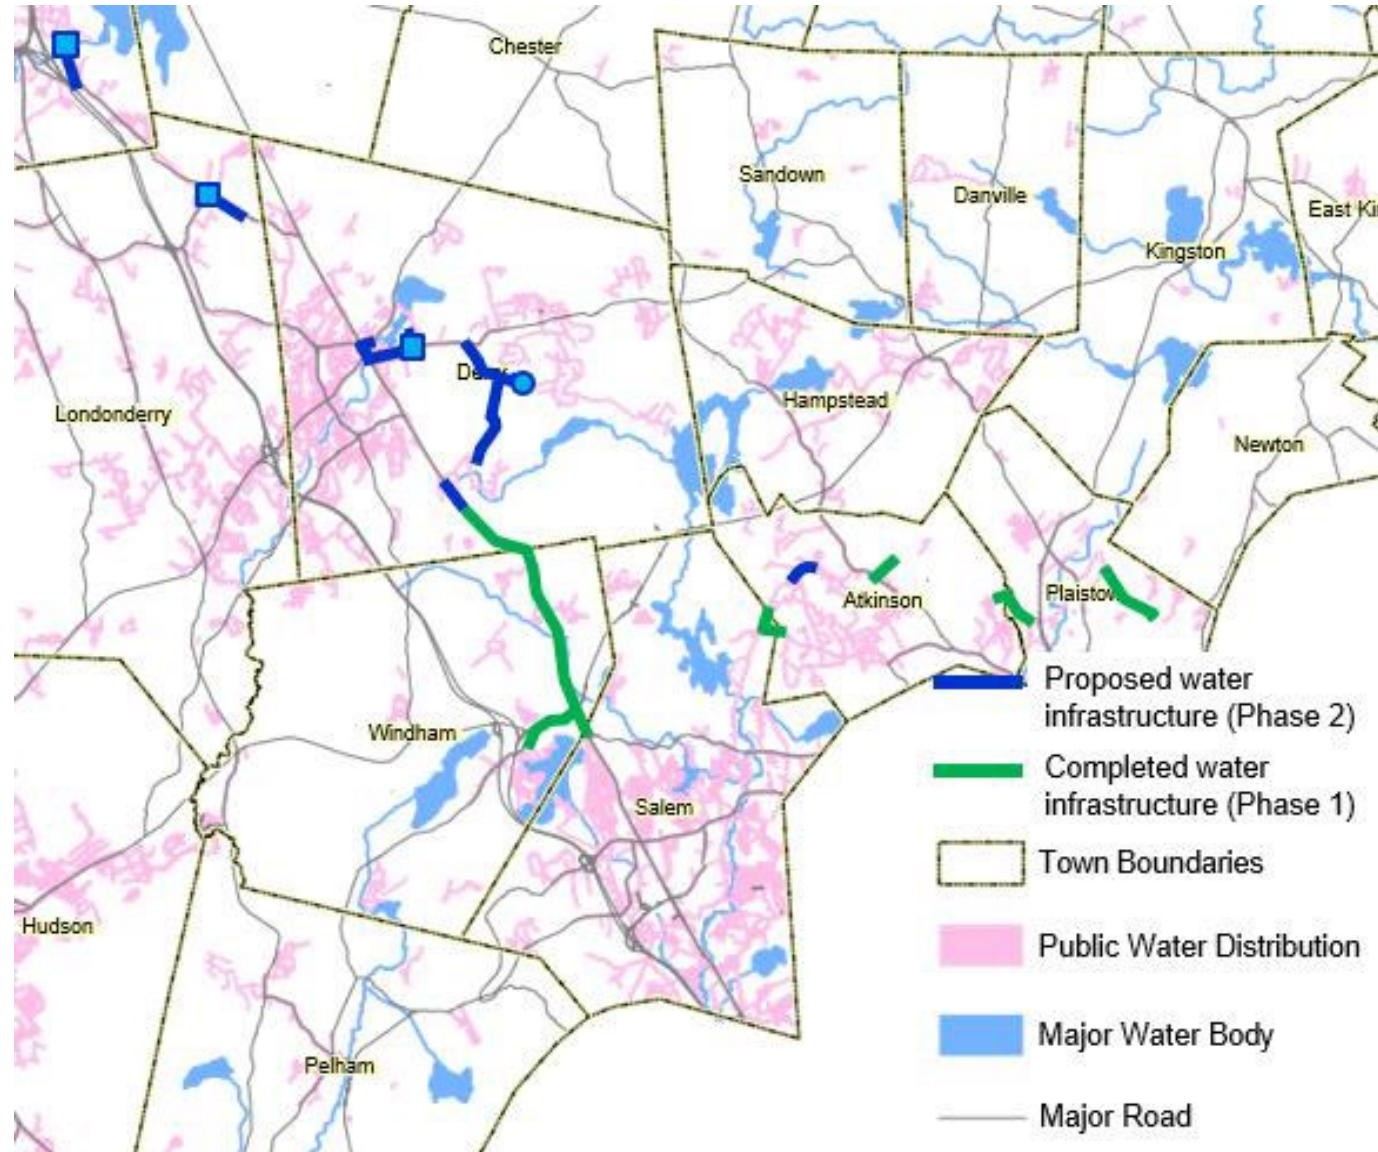 Chester
Sandown
Danville
East Ki
Kingston
Londonderry
Hampstead
Newton
Atkinson
Plaistow
Windham
Salem
Hudson
Pelham
Proposed water
infrastructure (Phase 2)
Completed water
infrastructure (Phase 1)
Town Boundaries
Public Water Distribution
Major Water Body
Major Road